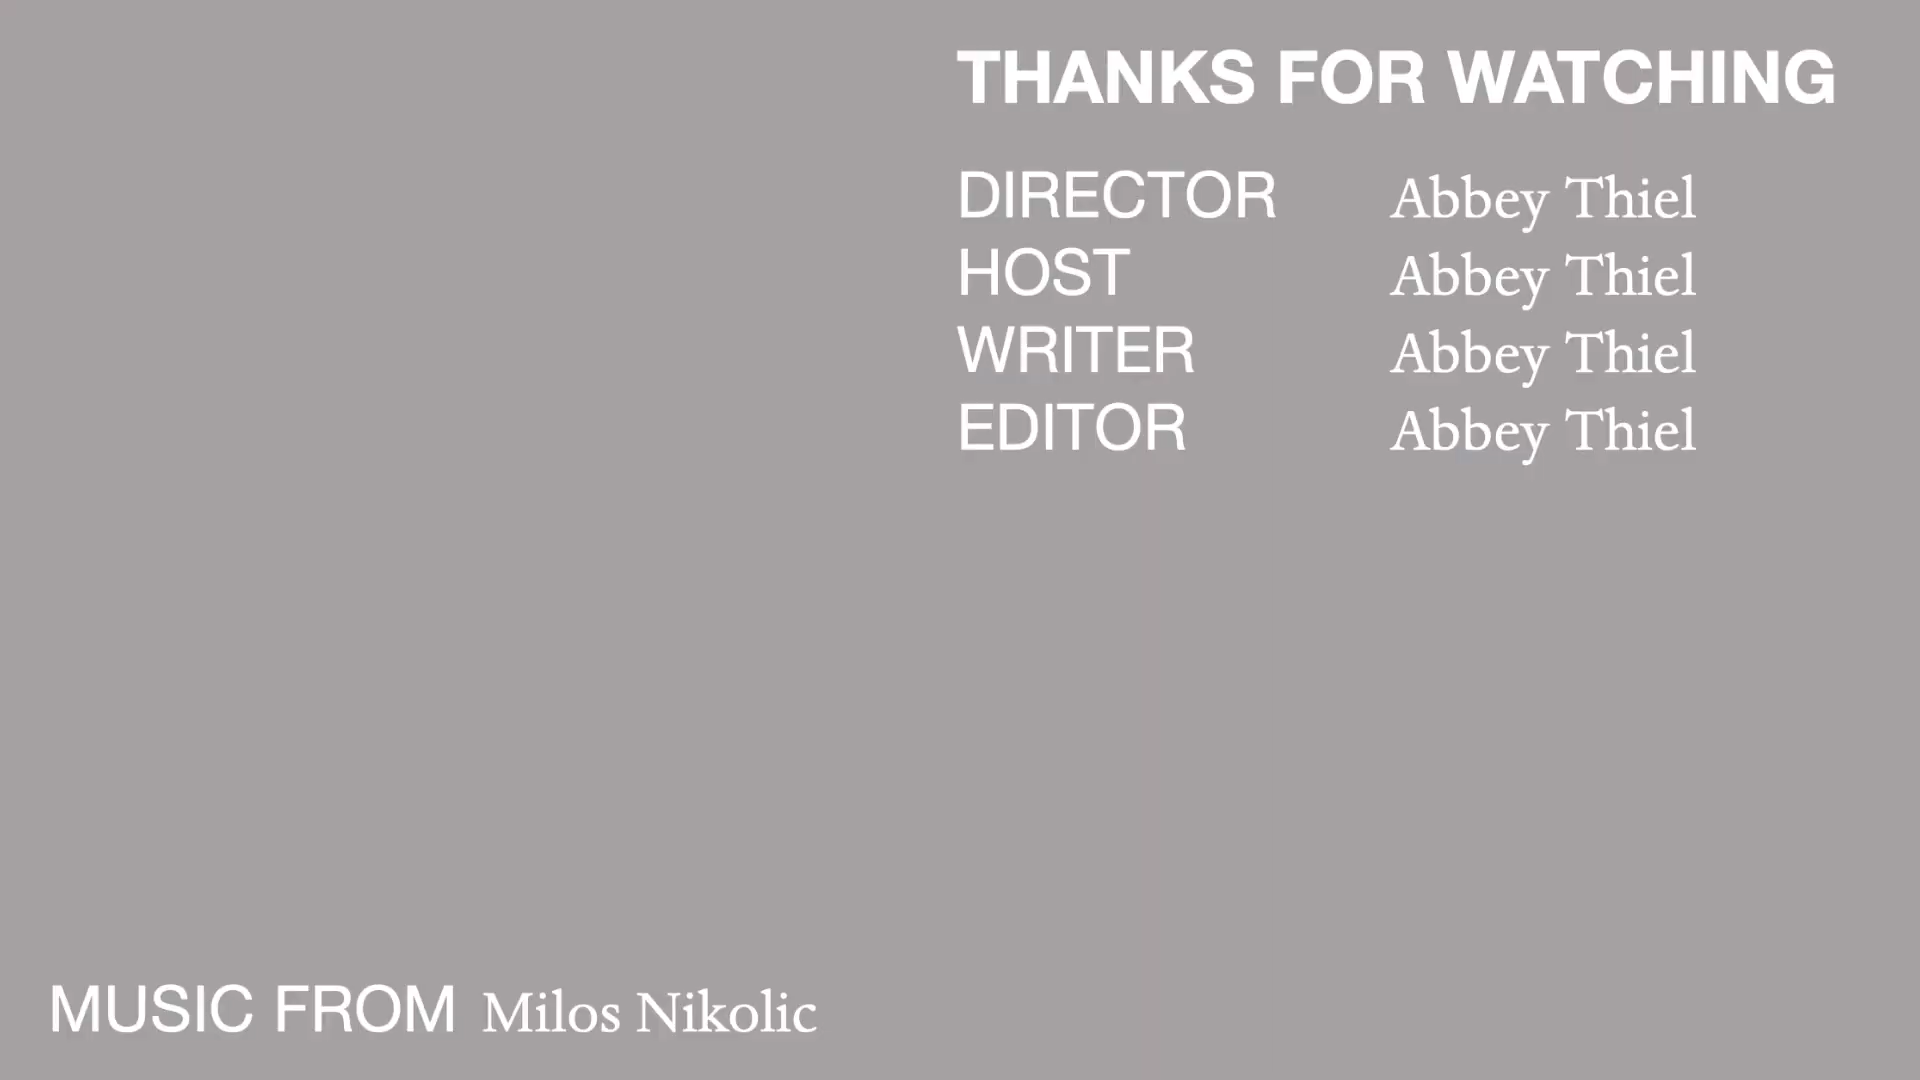 THANKS FOR WATCHING
DIRECTOR Abbey Thiel
HOST Abbey Thiel
WRITER Abbey Thiel
EDITOR Abbey Thiel
MUSIC FROM Milos Nikolic